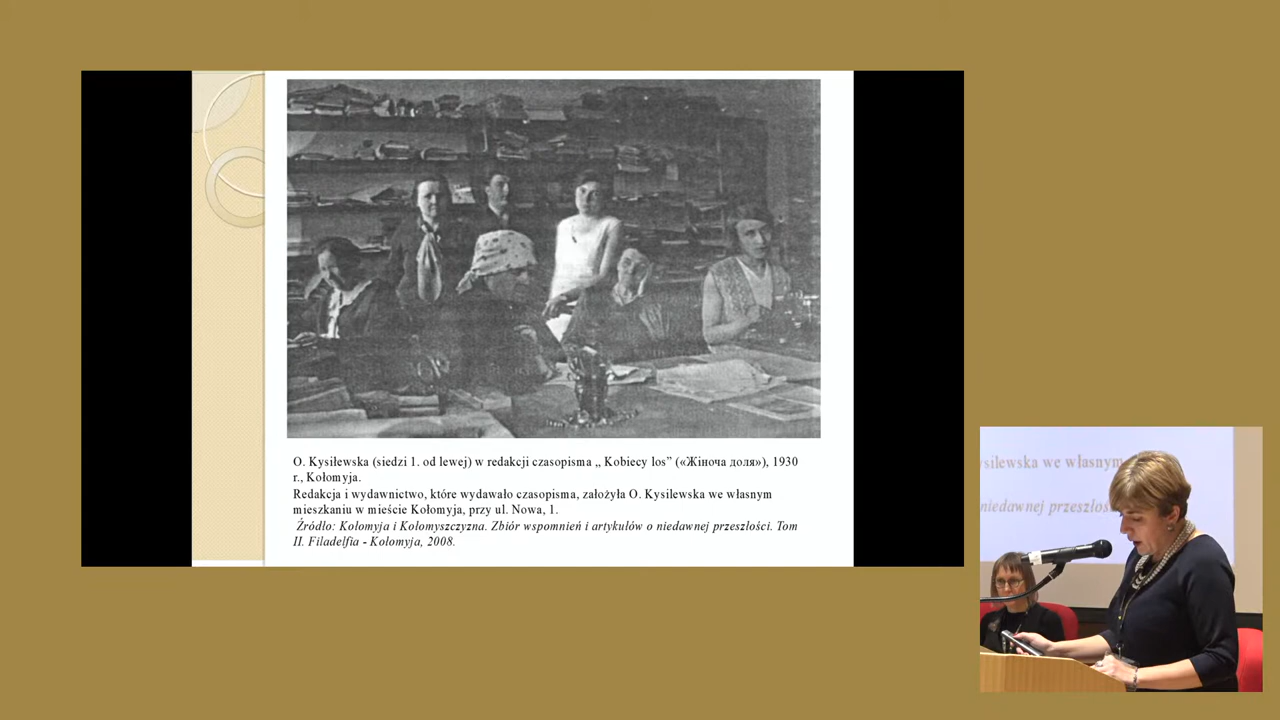 O. Kysiłewska (siedzi 1. od lewej) w redakcji czasopisma „ Kobiecy los” («Жіноча доля»), 1930
r., Kołomyja.
Redakcja i wydawnictwo, które wydawało czasopisma, założyła O. Kysilewska we własnym
mieszkaniu w mieście Kołomyja, przy ul. Nowa, 1.
Źródło: Kołomyja i Kołomyszczyzna. Zbiór wspomnień i artykułów o niedawnej przeszłości. Tom
II. Filadelfia - Kołomyja, 2008.
ysilewska we własnym
niedawnej przeszłoś